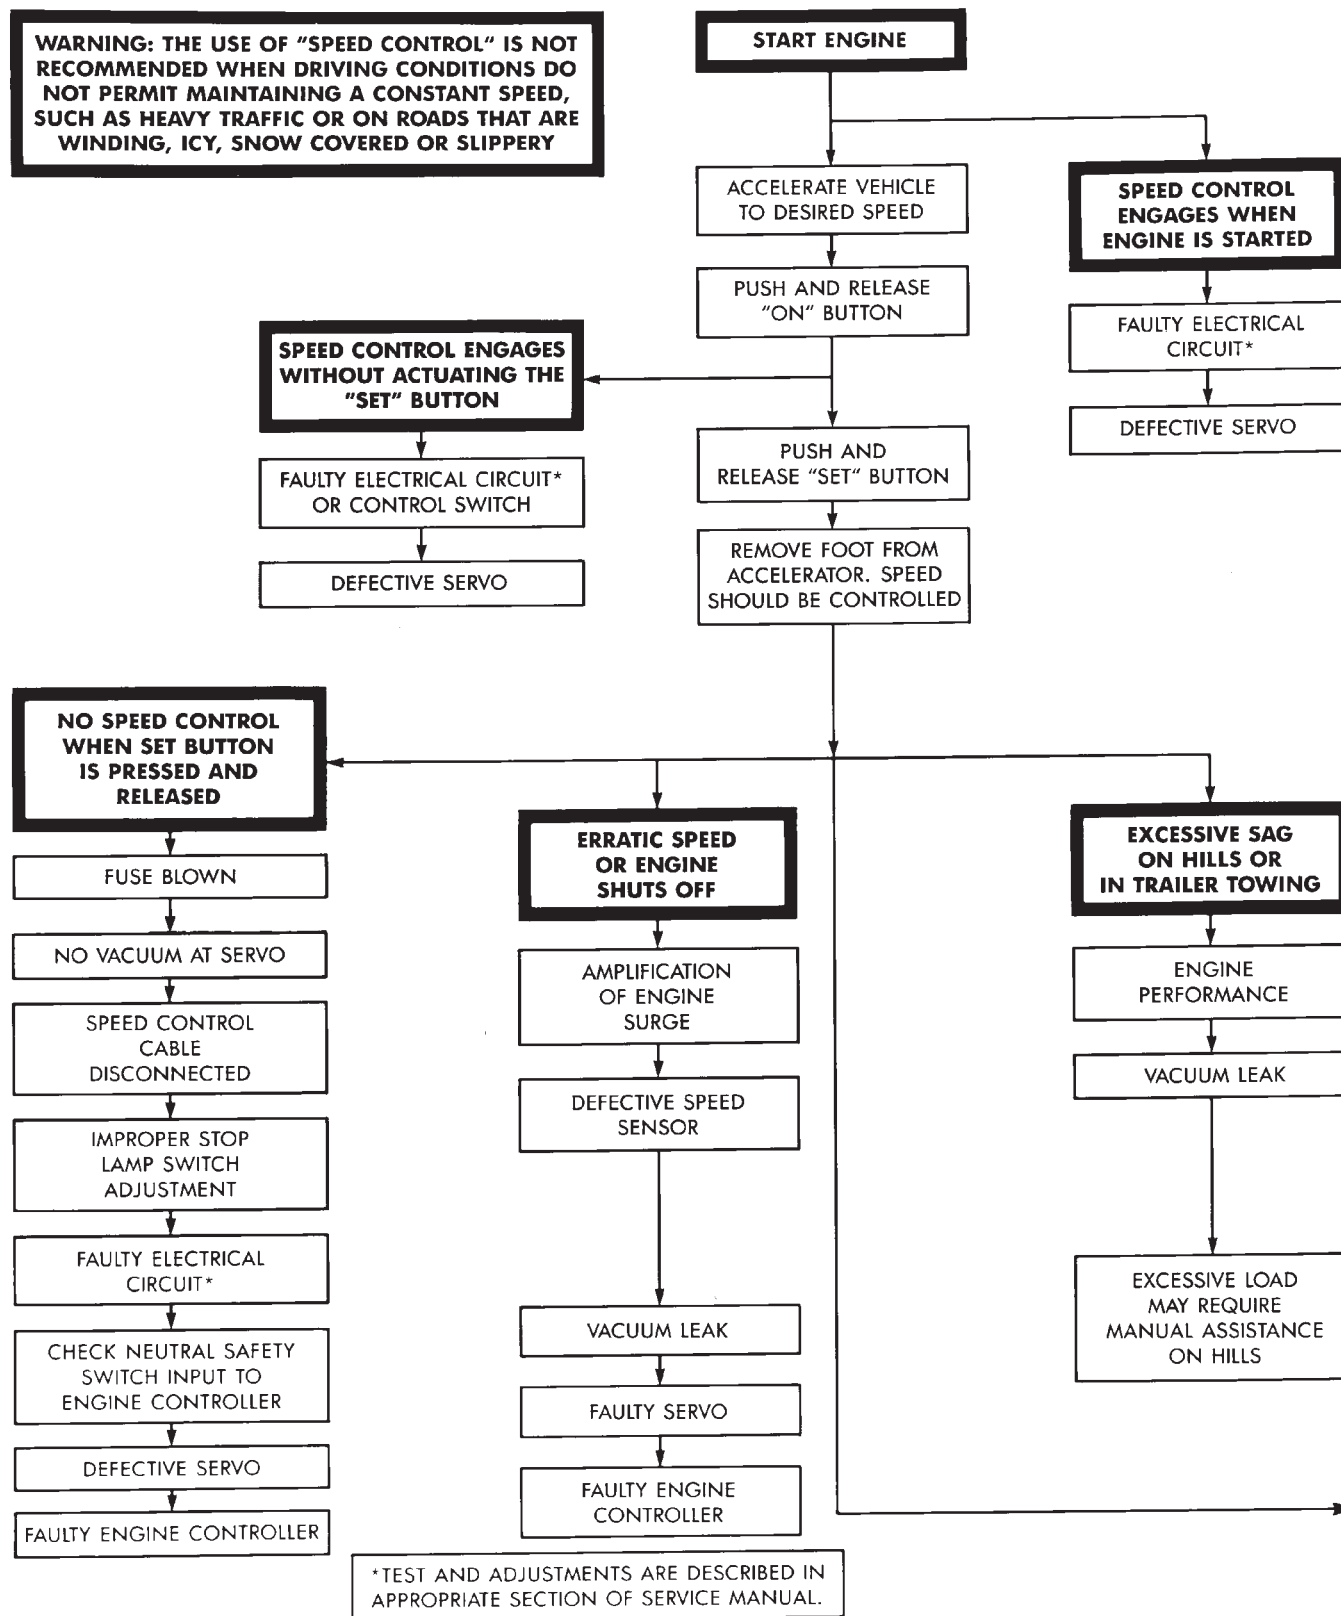 WARNING: THE USE OF "SPEED CONTROL" IS NOT
RECOMMENDED WHEN DRIVING CONDITIONS DO
NOT PERMIT MAINTAINING A CONSTANT SPEED,
SUCH AS HEAVY TRAFFIC OR ON ROADS THAT ARE
WINDING, ICY, SNOW COVERED OR SLIPPERY
START ENGINE
ACCELERATE VEHICLE
TO DESIRED SPEED
SPEED CONTROL
ENGAGES WHEN
ENGINE IS STARTED
PUSH AND RELEASE
"ON" BUTTON
FAULTY ELECTRICAL
CIRCUIT*
DEFECTIVE SERVO
SPEED CONTROL ENGAGES
WITHOUT ACTUATING THE
"SET" BUTTON
FAULTY ELECTRICAL CIRCUIT*
OR CONTROL SWITCH
DEFECTIVE SERVO
PUSH AND
RELEASE "SET" BUTTON
REMOVE FOOT FROM
ACCELERATOR. SPEED
SHOULD BE CONTROLLED
NO SPEED CONTROL
WHEN SET BUTTON
IS PRESSED AND
RELEASED
FUSE BLOWN
NO VACUUM AT SERVO
SPEED CONTROL
CABLE
DISCONNECTED
IMPROPER STOP
LAMP SWITCH
ADJUSTMENT
FAULTY ELECTRICAL
CIRCUIT*
CHECK NEUTRAL SAFETY
SWITCH INPUT TO
ENGINE CONTROLLER
DEFECTIVE SERVO
FAULTY ENGINE CONTROLLER
ERRATIC SPEED
OR ENGINE
SHUTS OFF
AMPLIFICATION
OF ENGINE
SURGE
DEFECTIVE SPEED
SENSOR
VACUUM LEAK
FAULTY SERVO
FAULTY ENGINE
CONTROLLER
EXCESSIVE SAG
ON HILLS OR
IN TRAILER TOWING
ENGINE
PERFORMANCE
VACUUM LEAK
EXCESSIVE LOAD
MAY REQUIRE
MANUAL ASSISTANCE
ON HILLS
*TEST AND ADJUSTMENTS ARE DESCRIBED IN
APPROPRIATE SECTION OF SERVICE MANUAL.